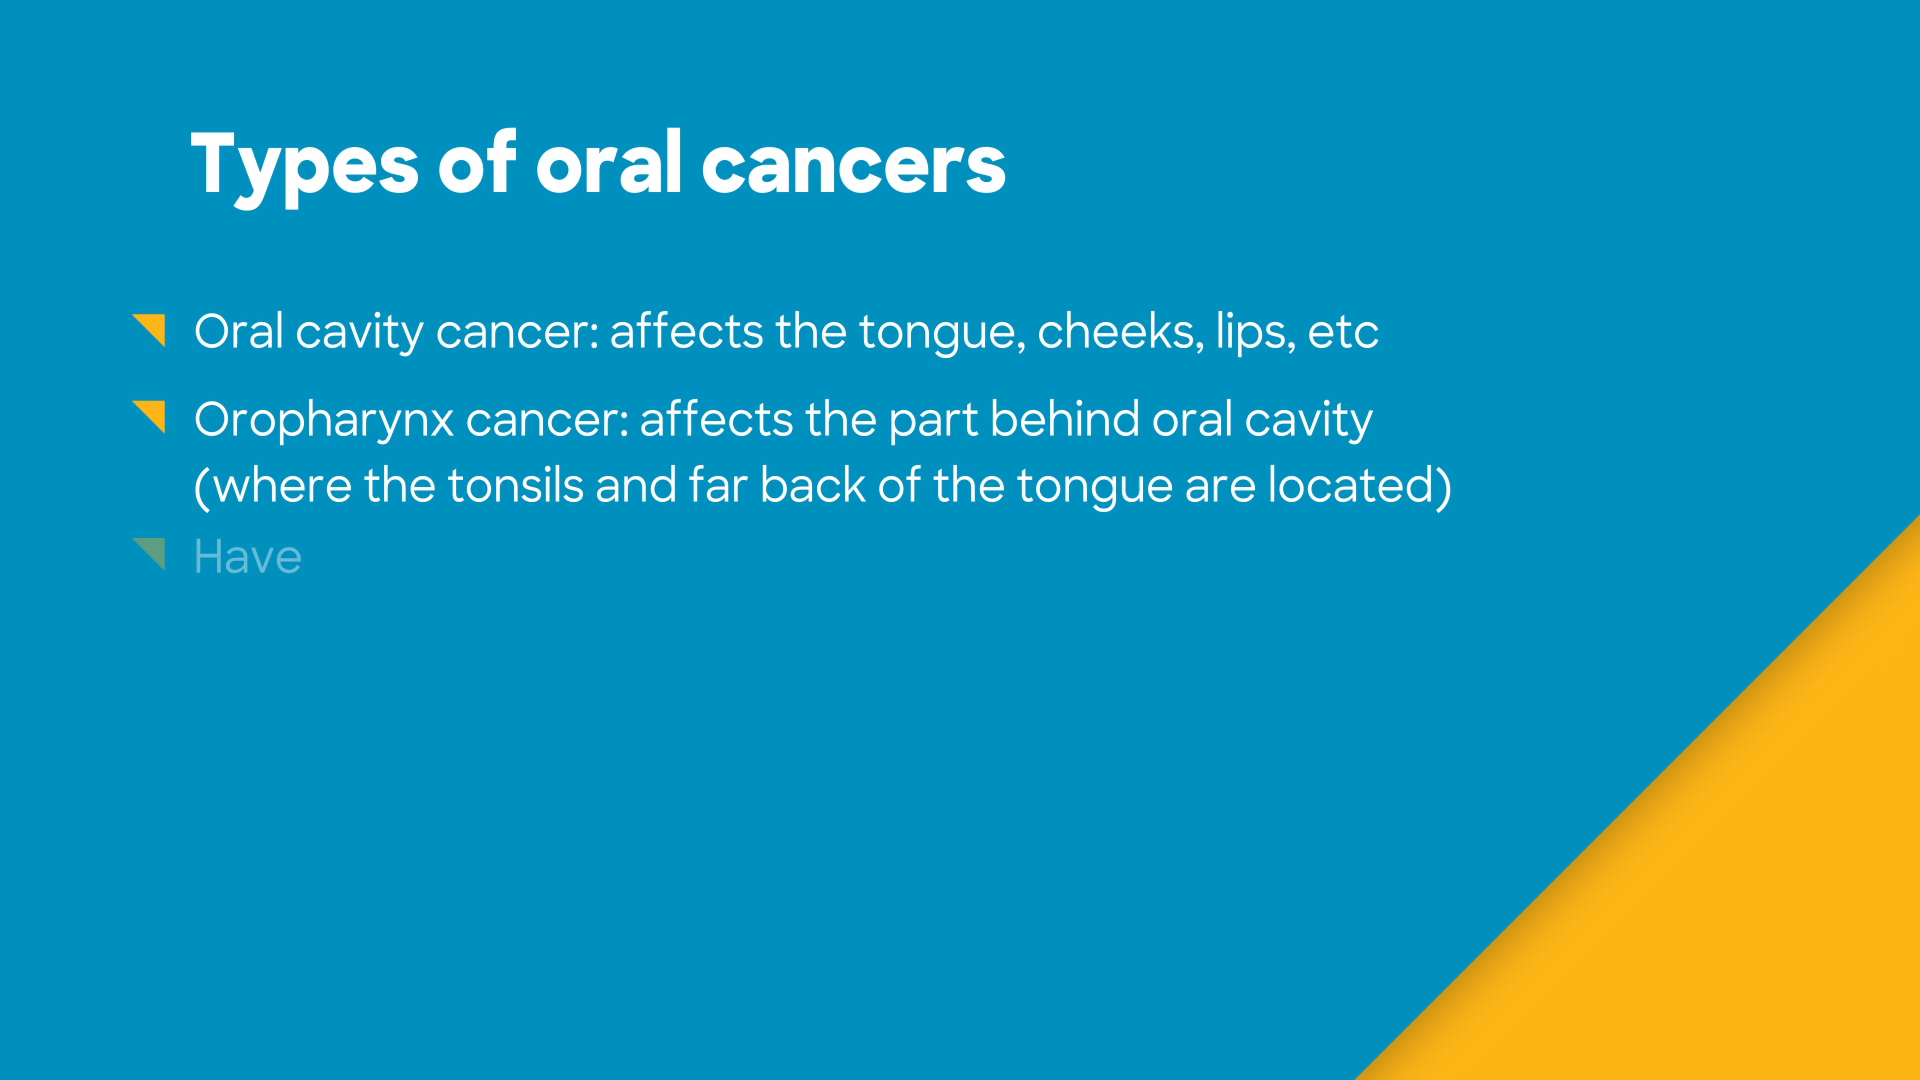 Types of oral cancers
Oral cavity cancer: affects the tongue, cheeks, lips, etc
Oropharynx cancer: affects the part behind oral cavity
(where the tonsils and far back of the tongue are located)
Have